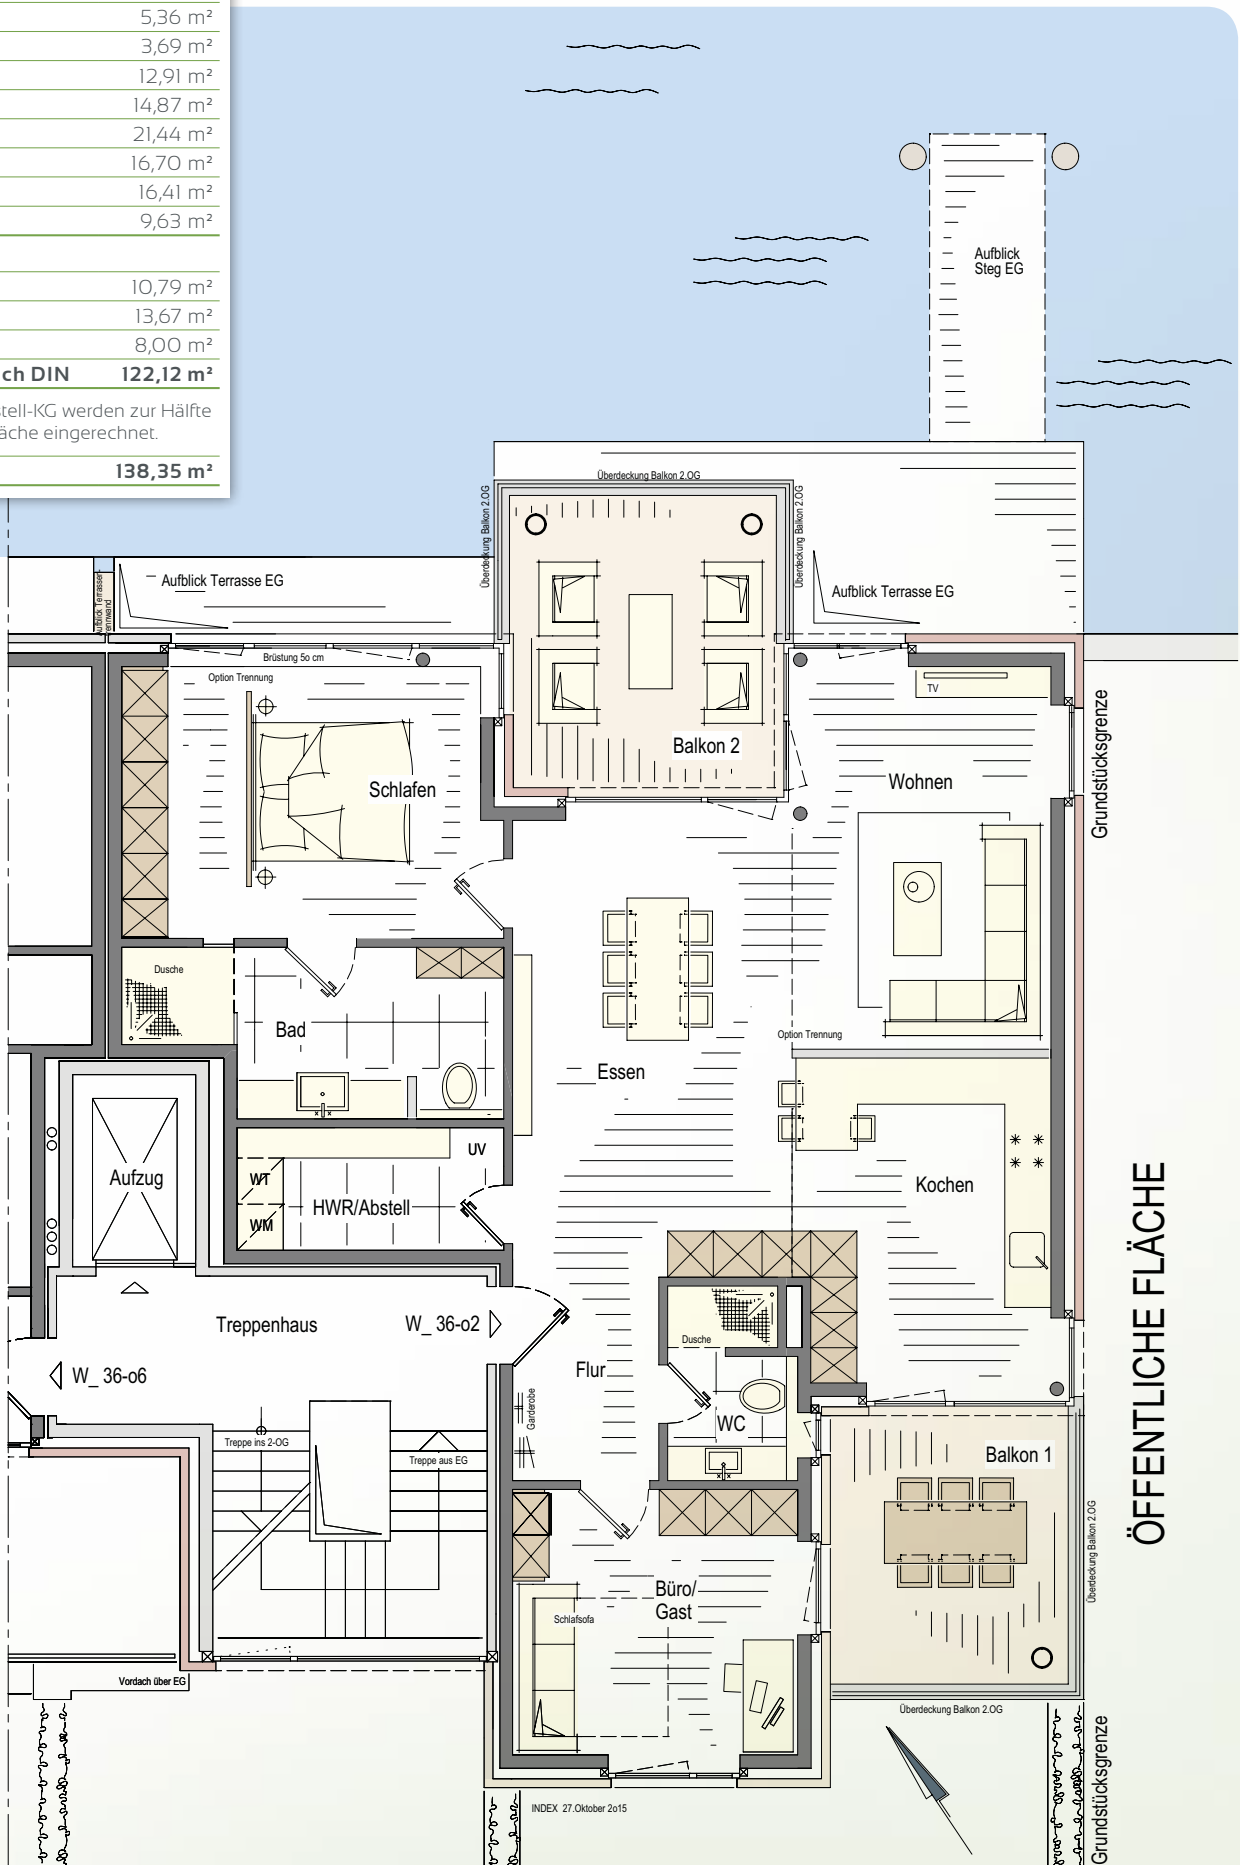 5,36 m²
3,69 m²
12,91 m²
14,87 m²
21,44 m²
16,70 m²
16,41 m²
9,63 m²
10,79 m²
13,67 m²
8,00 m²
ch DIN 122,12 m²
tell-KG werden zur Hälfte
äche eingerechnet.
138,35 m²
Aufblick
Steg EG
Überdeckung Balkon 2.OG
Überdeckung Balkon 2.OG
Überdeckung Balkon 2.OG
Aufblick Terrasse EG
Aufblick Terrasse EG
Brüstung 5o cm
Option Trennung
TV
Balkon 2
Schlafen
Wohnen
Grundstücksgrenze
Dusche
Bad
Option Trennung
Essen
UV
Aufzug
WT
HWR/Abstell
WM
Kochen
ÖFFENTLICHE FLÄCHE
Treppenhaus
W_ 36-o2
W_ 36-o6
Dusche
Flur
Garderobe
WC
Treppe ins 2-OG
Treppe aus EG
Balkon 1
Überdeckung Balkon 2.OG
Büro/
Gast
Schlafsofa
Vordach über EG
Überdeckung Balkon 2.OG
Grundstücksgrenze
INDEX 27.Oktober 2o15